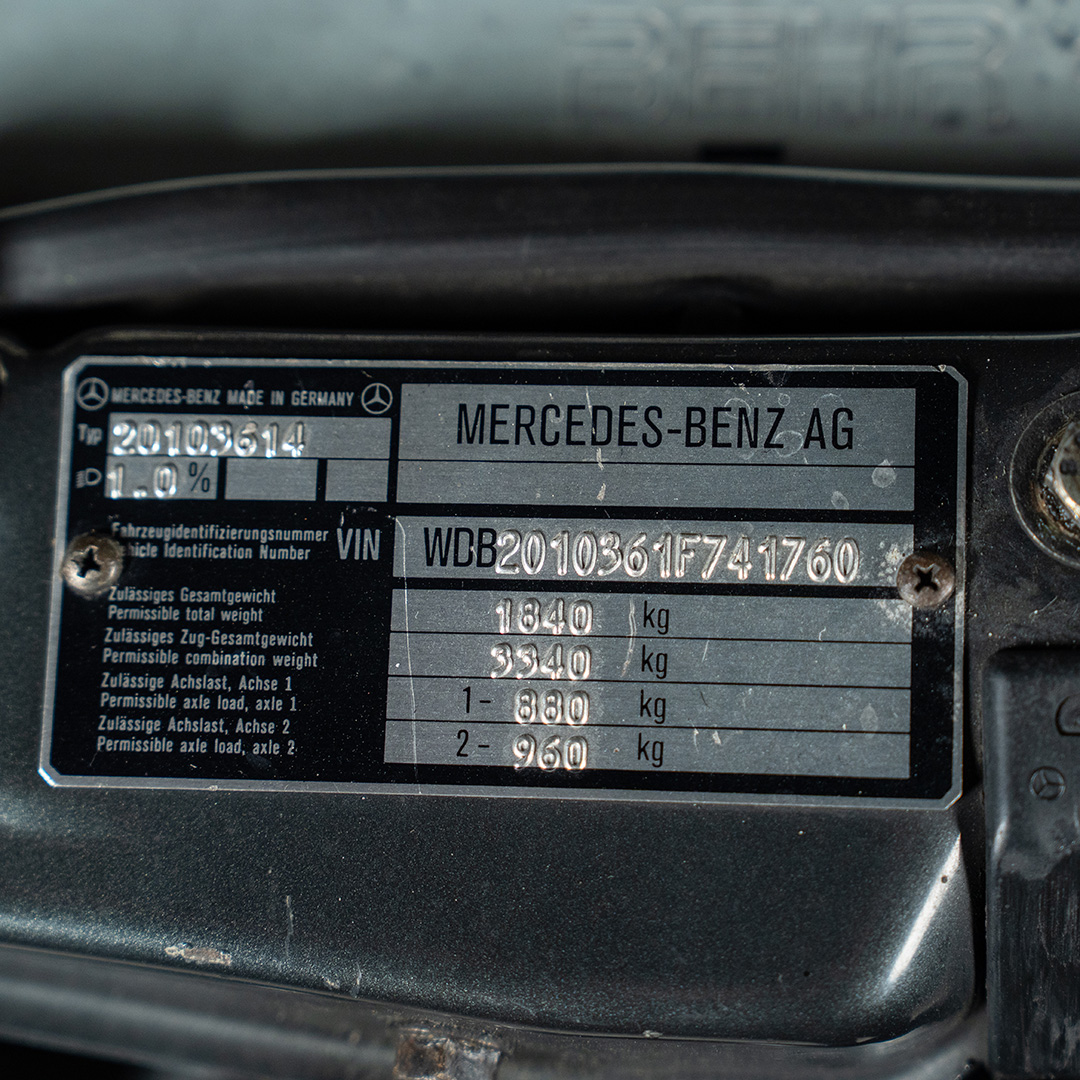 BEHR
MERCEDES-BENZ MADE IN GERMANY
Typ 20103614
1.0 %
MERCEDES-BENZ AG
Fahrzeugidentifizierungsnummer
Vehicle Identification Number
VIN
WDB2010361F741760
Zulässiges Gesamtgewicht
Permissible total weight
1840 kg
Zulässiges Zug-Gesamtgewicht
Permissible combination weight
3340 kg
Zulässige Achslast, Achse 1
Permissible axle load, axle 1
1- 880 kg
Zulässige Achslast, Achse 2
Permissible axle load, axle 2
2- 960 kg